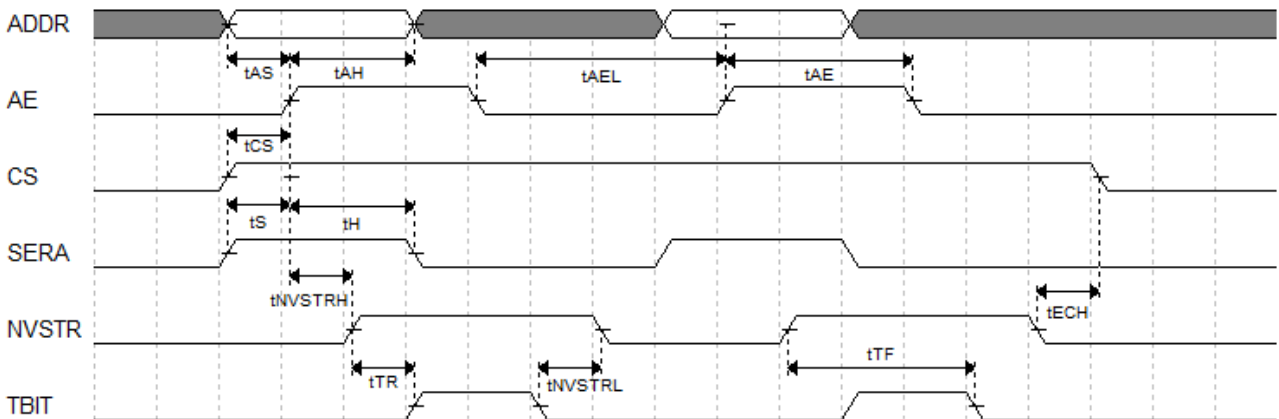 ADDR
tAS
tAH
tAEL
tAE
AE
tCS
CS
tS
tH
SERA
tNVSTRH
tECH
NVSTR
tTR
tNVSTRL
tTF
TBIT